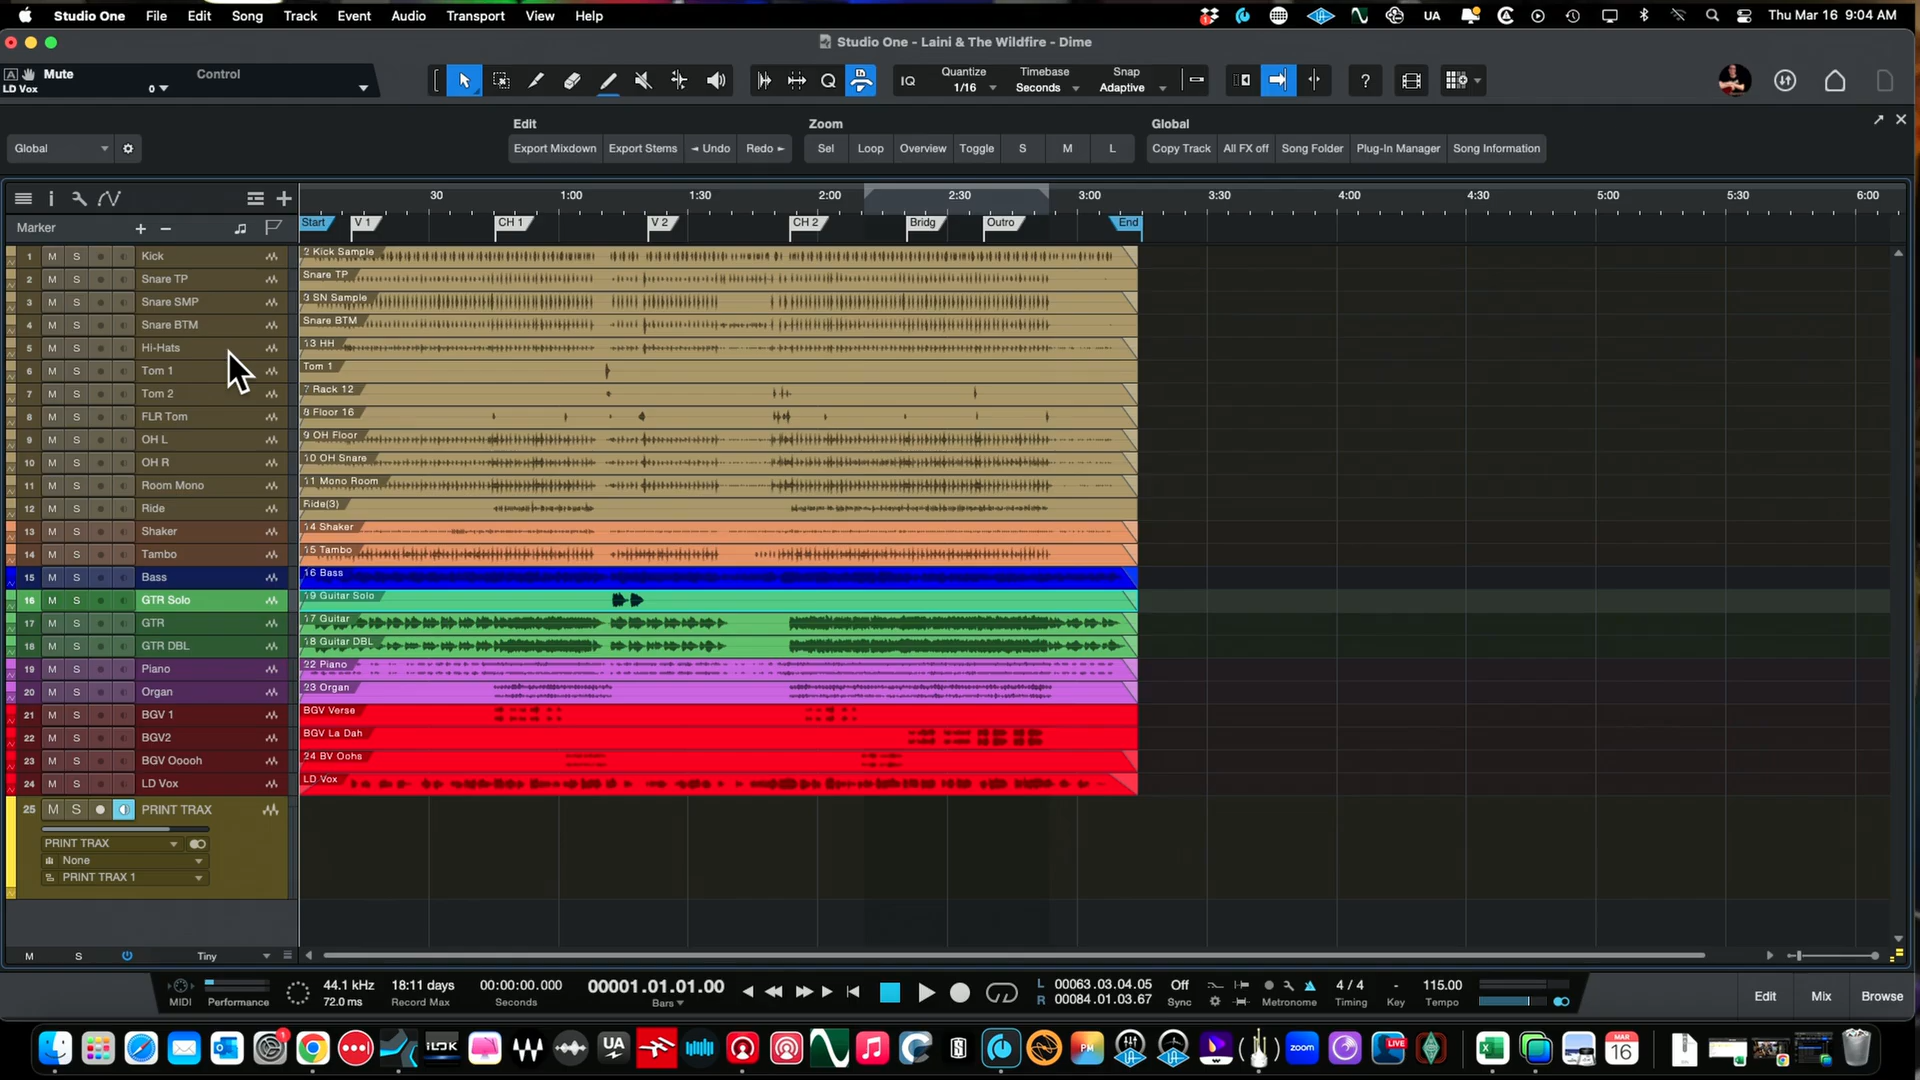 Studio One File Edit Song Track Event Audio Transport View Help
UA Thu Mar 16 9:04 AM
Studio One - Laini & The Wildfire - Dime
Mute Control
LD Vox 0
IQ Quantize Timebase Snap
1/16 Seconds Adaptive
?
Edit Zoom Global
Global Export Mixdown Export Stems Undo Redo Sel Loop Overview Toggle S M L Copy Track All FX off Song Folder Plug-In Manager Song Information
30 1:00 1:30 2:00 2:30 3:00 3:30 4:00 4:30 5:00 5:30 6:00
Marker + − Start V 1 CH 1 V 2 CH 2 Bridg Outro End
1 M S Kick 2 Kick Sample
2 M S Snare TP Snare TP
3 M S Snare SMP 3 SN Sample
4 M S Snare BTM Snare BTM
5 M S Hi-Hats 13 HH
6 M S Tom 1 Tom 1
7 M S Tom 2 7 Rack 12
8 M S FLR Tom 8 Floor 16
9 M S OH L 9 OH Floor
10 M S OH R 10 OH Snare
11 M S Room Mono 11 Mono Room
12 M S Ride Ride(3)
13 M S Shaker 14 Shaker
14 M S Tambo 15 Tambo
15 M S Bass 16 Bass
16 M S GTR Solo 19 Guitar Solo
17 M S GTR 17 Guitar
18 M S GTR DBL 18 Guitar DBL
19 M S Piano 22 Piano
20 M S Organ 23 Organ
21 M S BGV 1 BGV Verse
22 M S BGV2 BGV La Dah
23 M S BGV Ooooh 24 BV Oohs
24 M S LD Vox LD Vox
25 M S PRINT TRAX
PRINT TRAX
None
PRINT TRAX 1
M S Tiny
MIDI Performance
44.1 kHz 18:11 days 00:00:00.000 00001.01.01.00 L 00063.03.04.05 Off 4 / 4 - 115.00
72.0 ms Record Max Seconds Bars R 00084.01.03.67 Sync Metronome Timing Key Tempo
Edit Mix Browse
iLOK UA PM zoom LIVE MAR 16